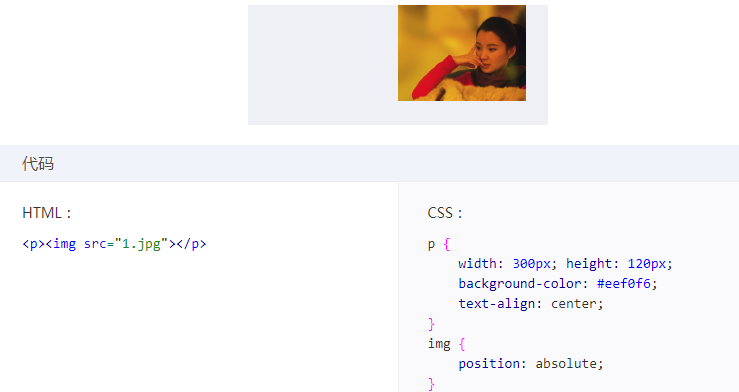 代码
HTML：
<p><img src="1.jpg"></p>
CSS：
p {
    width: 300px; height: 120px;
    background-color: #eef0f6;
    text-align: center;
}
img {
    position: absolute;
}